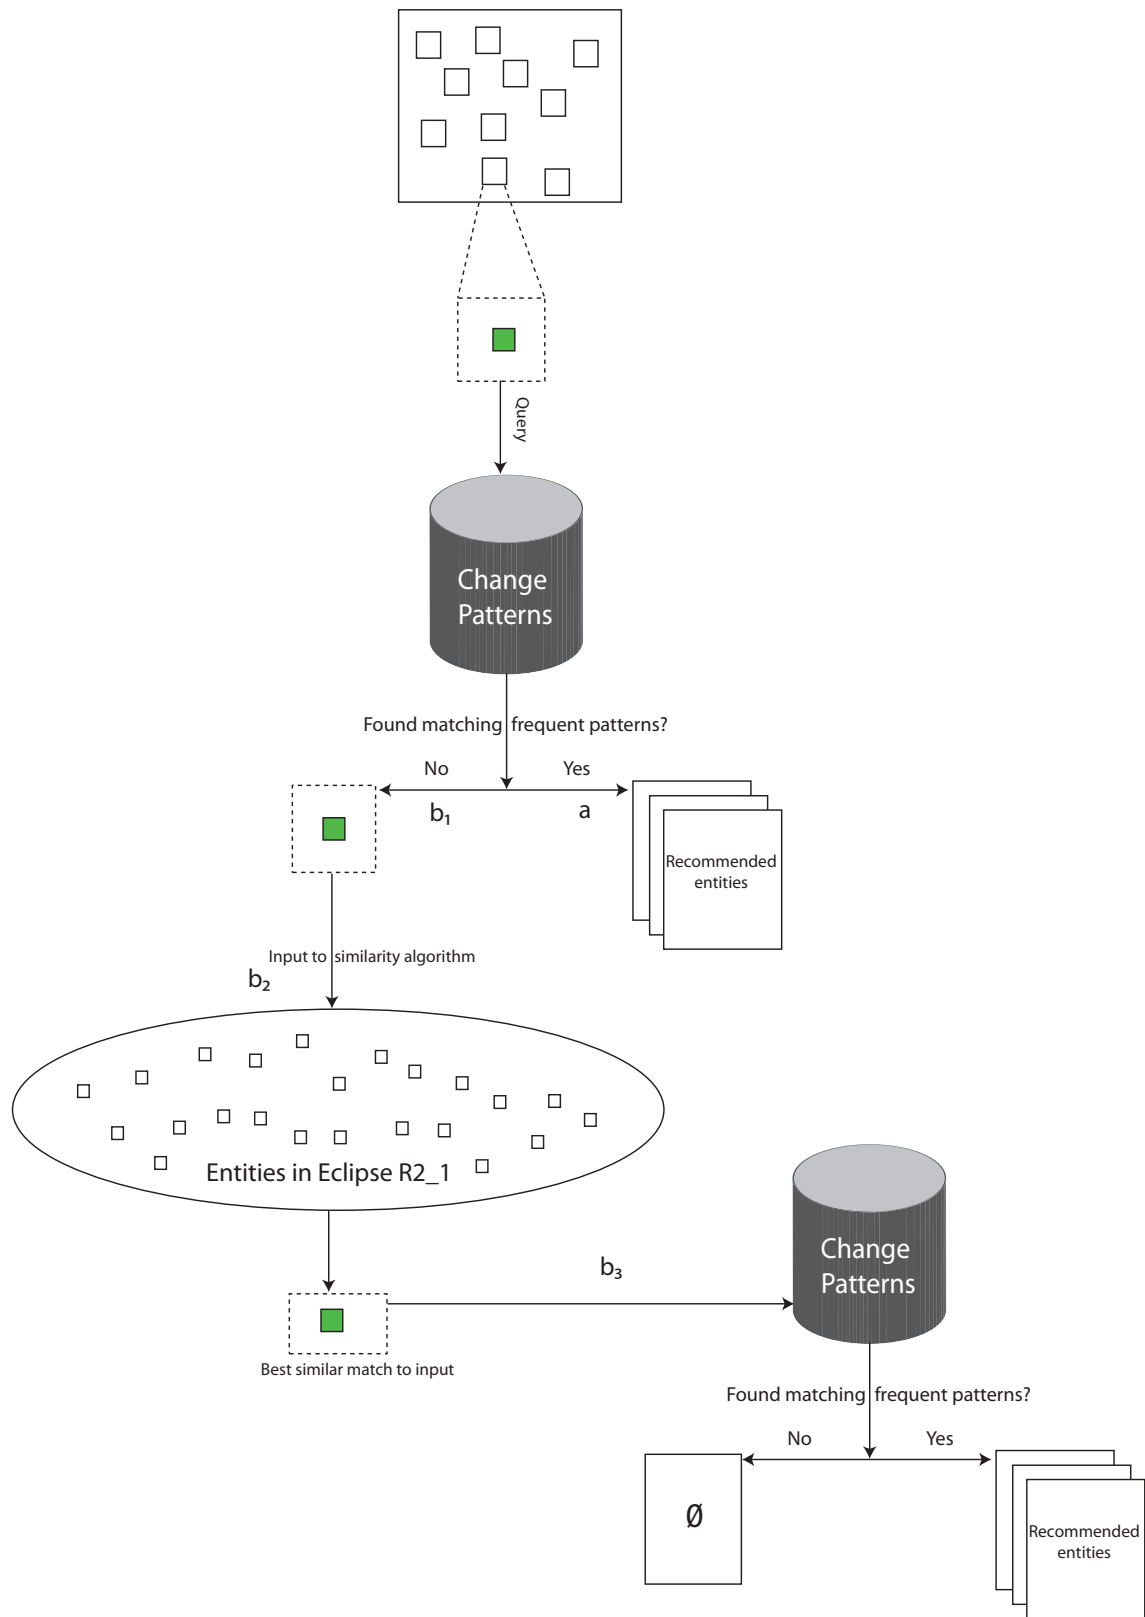 Query
Change
Patterns
Found matching frequent patterns?
No Yes
b₁ a
Recommended
entities
Input to similarity algorithm
b₂
Entities in Eclipse R2_1
b₃
Change
Patterns
Best similar match to input
Found matching frequent patterns?
No Yes
Ø
Recommended
entities